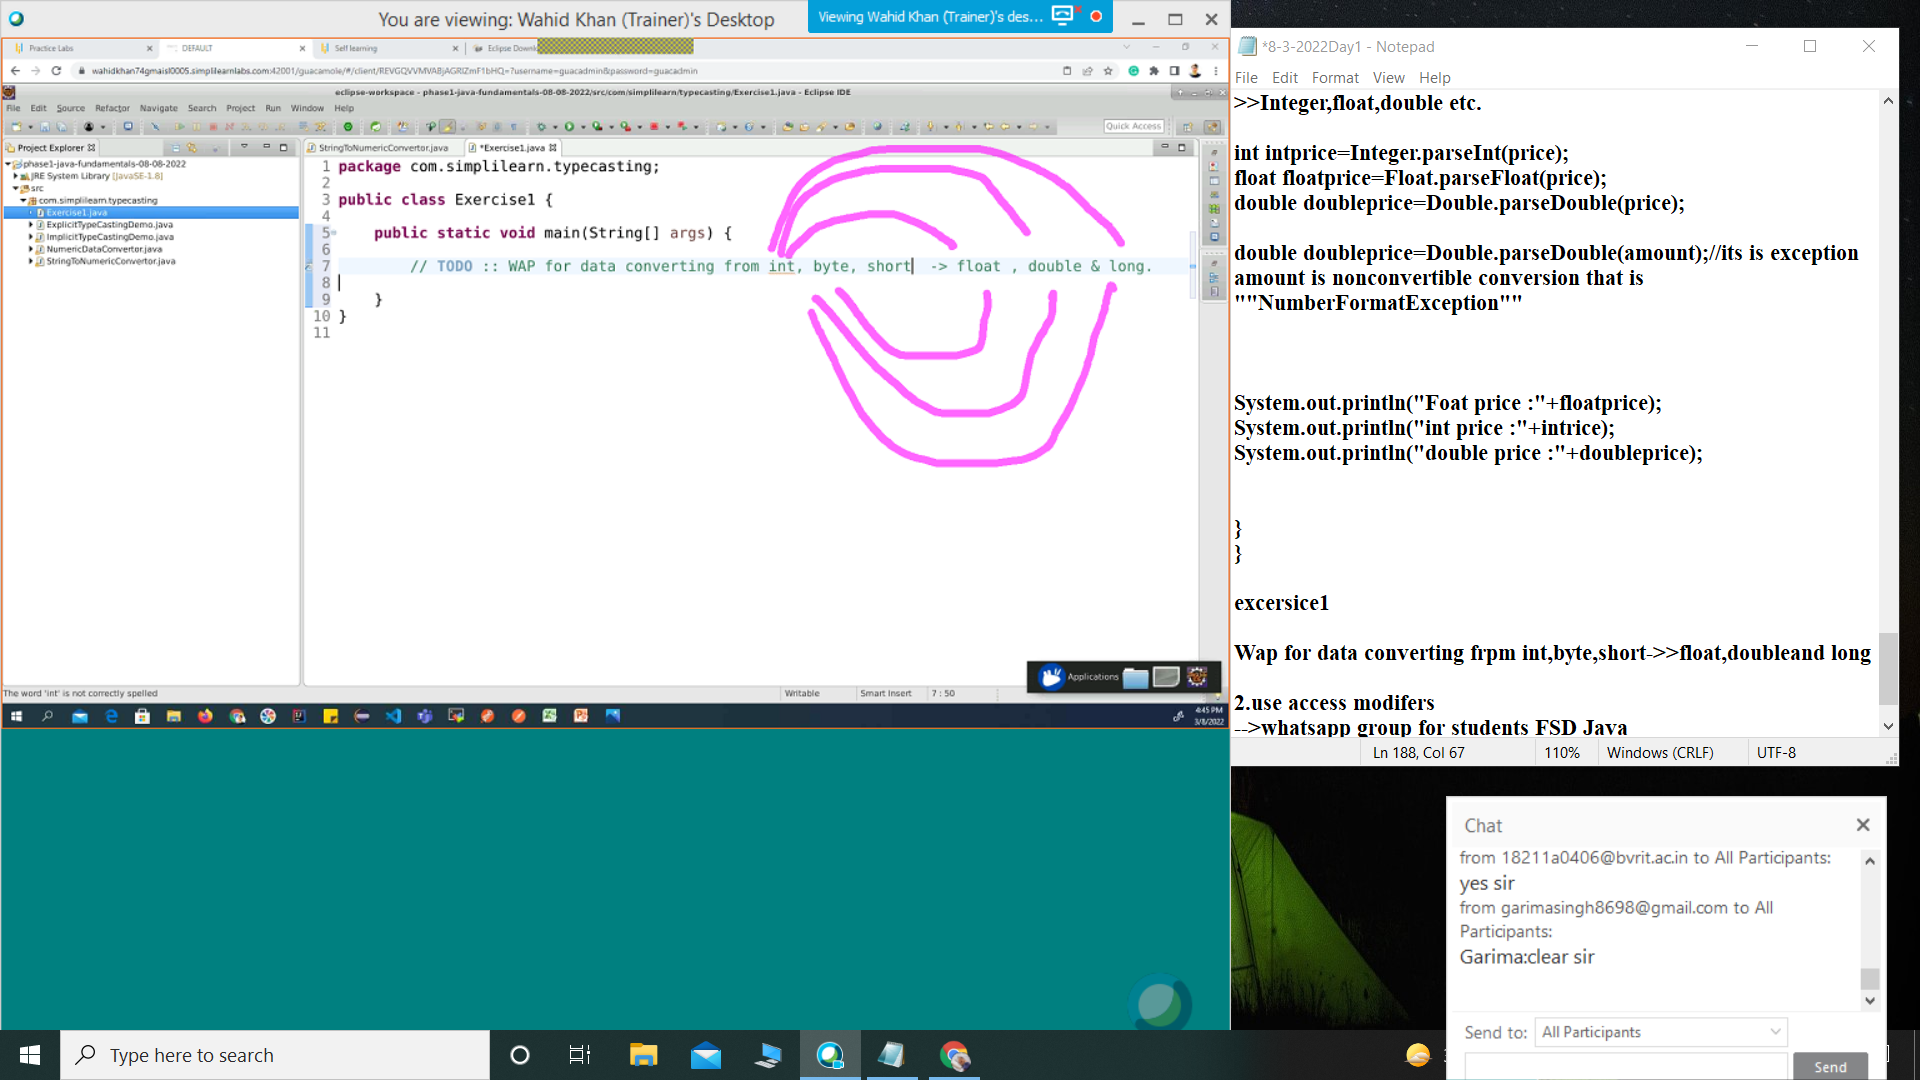 You are viewing: Wahid Khan (Trainer)'s Desktop
Viewing Wahid Khan (Trainer)'s des...
Practice Labs
DEFAULT
Self learning
Eclipse Downl
wahidkhan74gmaisl0005.simplilearnlabs.com:42001/guacamole/#/client/REVGQVVMVABjAGRlZmF1bHQ=?username=guacadmin&password=guacadmin
eclipse-workspace - phase1-java-fundamentals-08-08-2022/src/com/simplilearn/typecasting/Exercise1.java - Eclipse IDE
File Edit Source Refactor Navigate Search Project Run Window Help
Quick Access
Project Explorer
StringToNumericConvertor.java
*Exercise1.java
phase1-java-fundamentals-08-08-2022
JRE System Library [JavaSE-1.8]
src
com.simplilearn.typecasting
Exercise1.java
ExplicitTypeCastingDemo.java
ImplicitTypeCastingDemo.java
NumericDataConvertor.java
StringToNumericConvertor.java
1 package com.simplilearn.typecasting;
2
3 public class Exercise1 {
4
5 public static void main(String[] args) {
6
7 // TODO :: WAP for data converting from int, byte, short -> float , double & long.
8
9 }
10 }
11
Applications
The word 'int' is not correctly spelled
Writable
Smart Insert
7 : 50
4:45 PM
3/8/2022
*8-3-2022Day1 - Notepad
File Edit Format View Help
>>Integer,float,double etc.
int intprice=Integer.parseInt(price);
float floatprice=Float.parseFloat(price);
double doubleprice=Double.parseDouble(price);
double doubleprice=Double.parseDouble(amount);//its is exception
amount is nonconvertible conversion that is
""NumberFormatException""
System.out.println("Foat price :"+floatprice);
System.out.println("int price :"+intrice);
System.out.println("double price :"+doubleprice);
}
}
excersice1
Wap for data converting frpm int,byte,short->>float,doubleand long
2.use access modifers
-->whatsapp group for students FSD Java
Ln 188, Col 67
110%
Windows (CRLF)
UTF-8
Chat
from 18211a0406@bvrit.ac.in to All Participants:
yes sir
from garimasingh8698@gmail.com to All
Participants:
Garima:clear sir
Send to: All Participants
Send
Type here to search